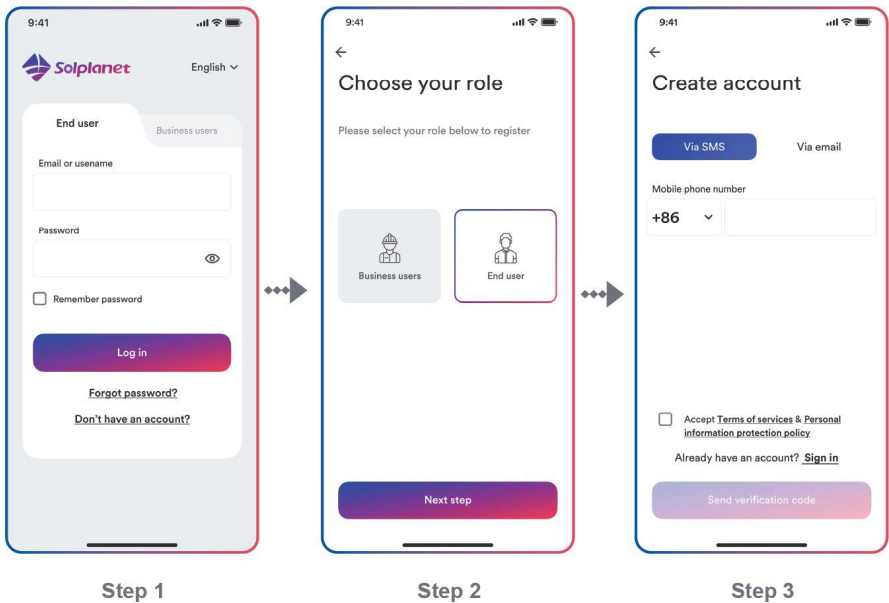 9:41
Solplanet
English
End user
Business users
Email or usename
Password
Remember password
Log in
Forgot password?
Don't have an account?
Step 1
9:41
Choose your role
Please select your role below to register
Business users
End user
Next step
Step 2
9:41
Create account
Via SMS
Via email
Mobile phone number
+86
Accept Terms of services & Personal
information protection policy
Already have an account? Sign in
Send verification code
Step 3